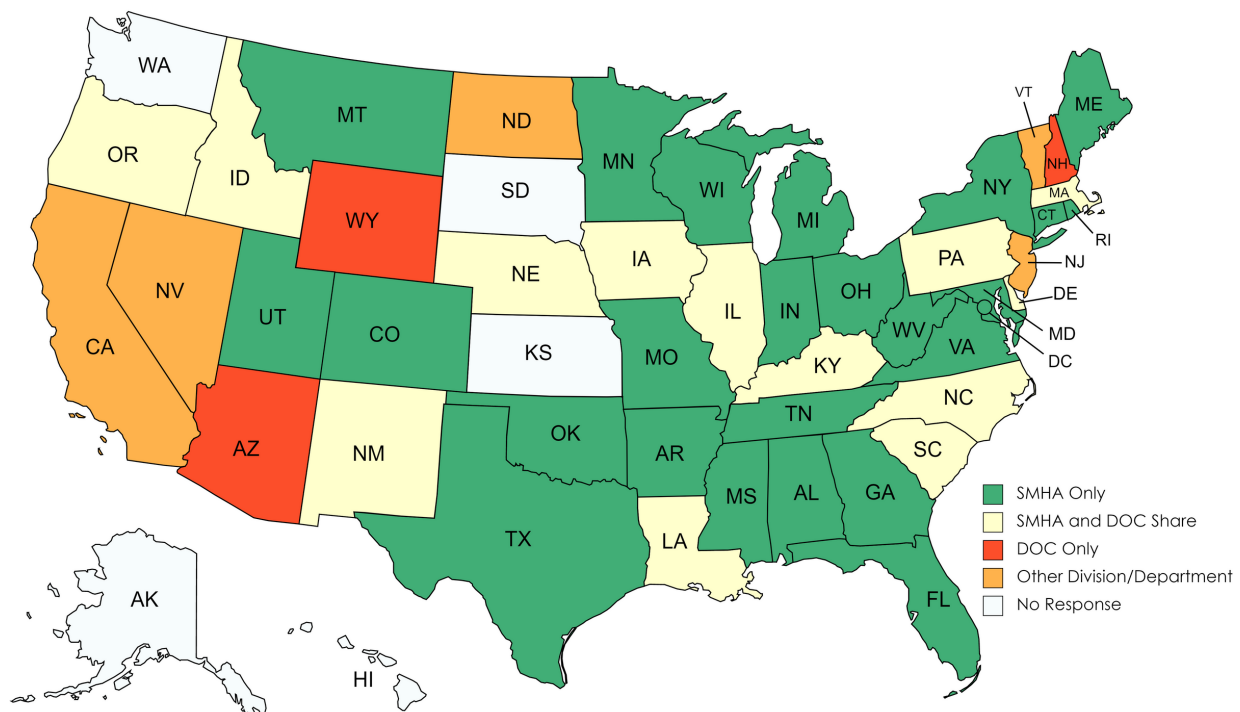 WA
MT
ND
MN
VT
ME
OR
ID
SD
WI
NY
NH
WY
MI
MA
CT
RI
NE
IA
PA
NJ
NV
UT
CO
IL
IN
OH
DE
CA
KS
MO
WV
VA
MD
KY
DC
AZ
NM
OK
AR
TN
NC
SC
MS
AL
GA
TX
LA
FL
AK
HI
SMHA Only
SMHA and DOC Share
DOC Only
Other Division/Department
No Response